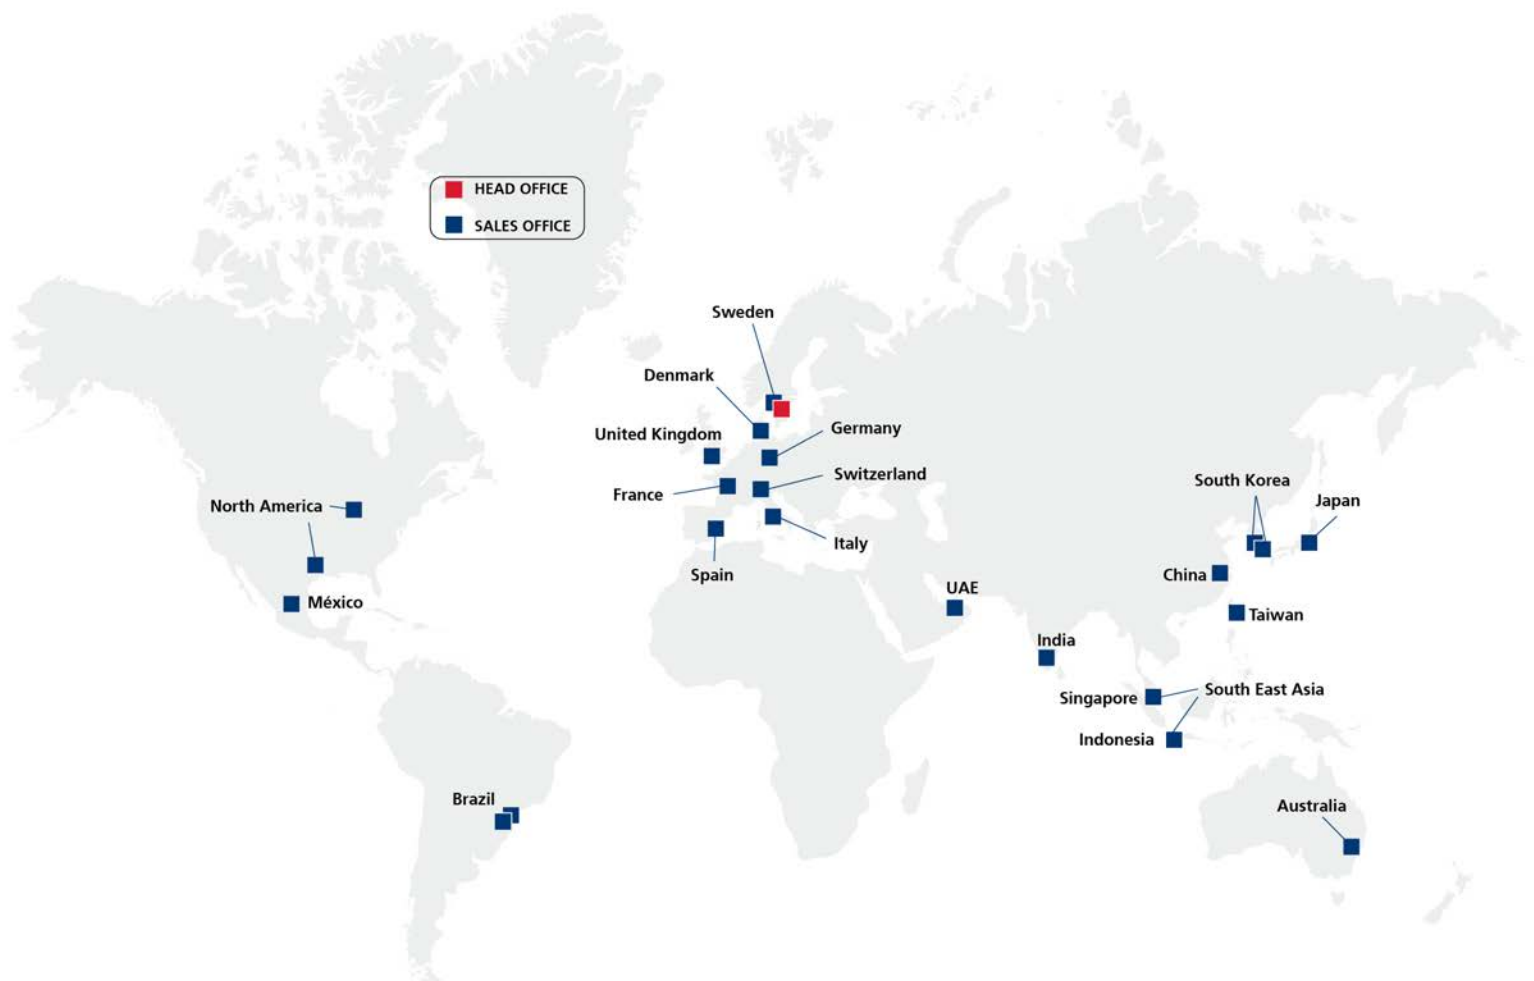 HEAD OFFICE
SALES OFFICE
Sweden
Denmark
United Kingdom
Germany
Switzerland
France
Italy
Spain
North America
México
Brazil
UAE
India
South Korea
Japan
China
Taiwan
Singapore
South East Asia
Indonesia
Australia